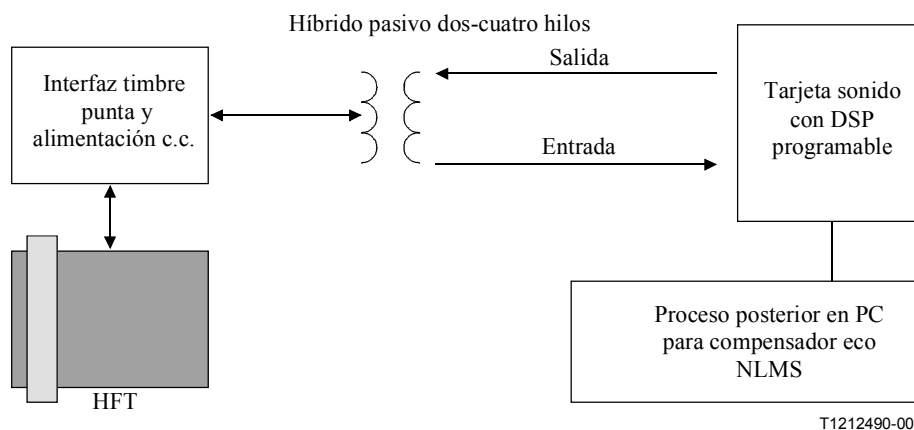 Híbrido pasivo dos-cuatro hilos
Interfaz timbre
punta y
alimentación c.c.
Salida
Entrada
Tarjeta sonido
con DSP
programable
Proceso posterior en PC
para compensador eco
NLMS
HFT
T1212490-00